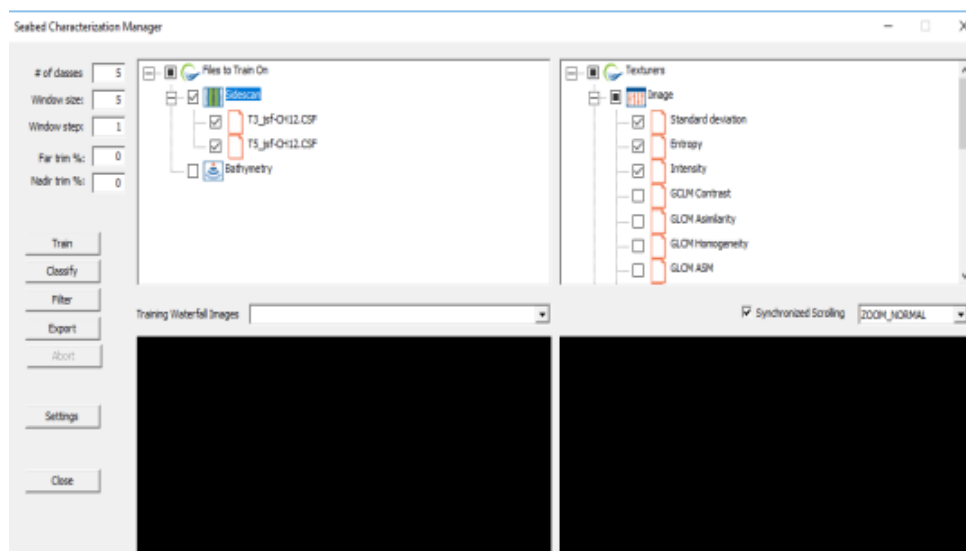 Seabed Characterization Manager
# of classes 5
Window size: 5
Window step: 1
Far trim %: 0
Nadir trim %: 0
Train
Classify
Filter
Export
Abort
Settings
Close
Files to Train On
Sidescan
T3_jsf-CH12.CSF
T5_jsf-CH12.CSF
Bathymetry
Texturers
Image
Standard deviation
Entropy
Intensity
GCLM Contrast
GLCM Asimilarity
GLCM Homogeneity
GLCM ASM
Training Waterfall Images
Synchronized Scrolling
ZOOM_NORMAL